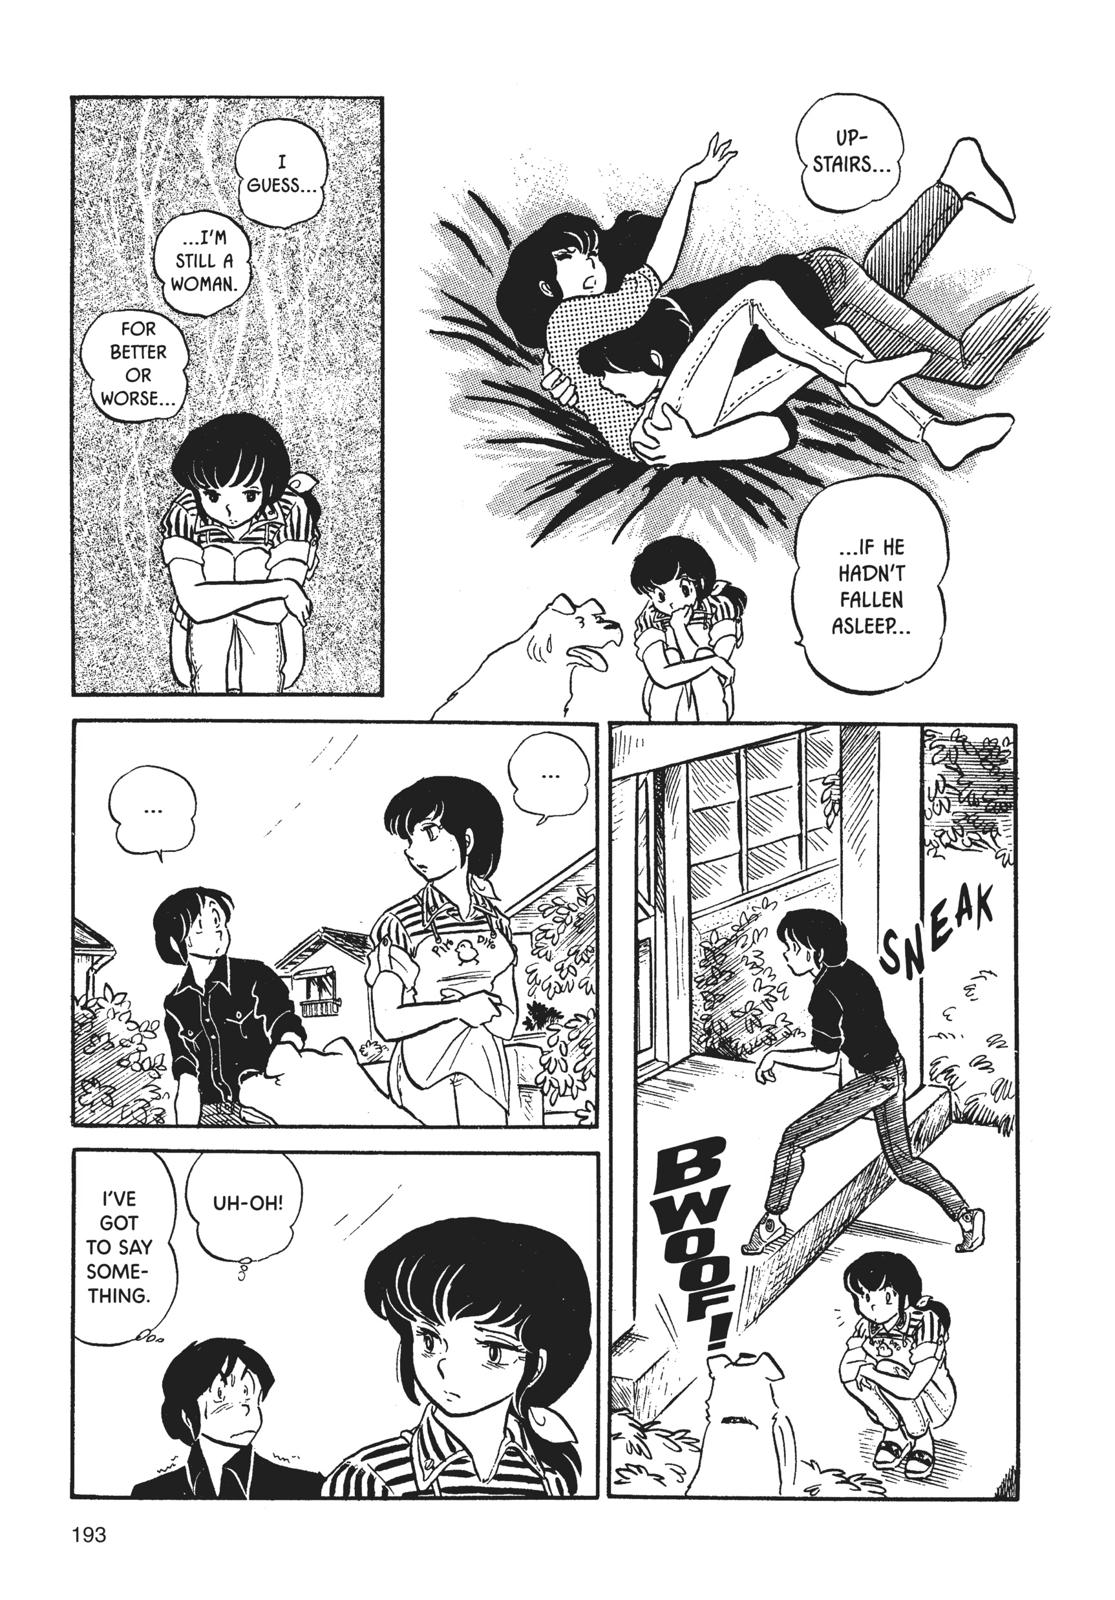 UP-
STAIRS...
...IF HE
HADN'T
FALLEN
ASLEEP...
I
GUESS...
...I'M
STILL A
WOMAN.
FOR
BETTER
OR
WORSE...
SNEAK
BWOOF!
...
...
UH-OH!
I'VE
GOT
TO SAY
SOME-
THING.
193